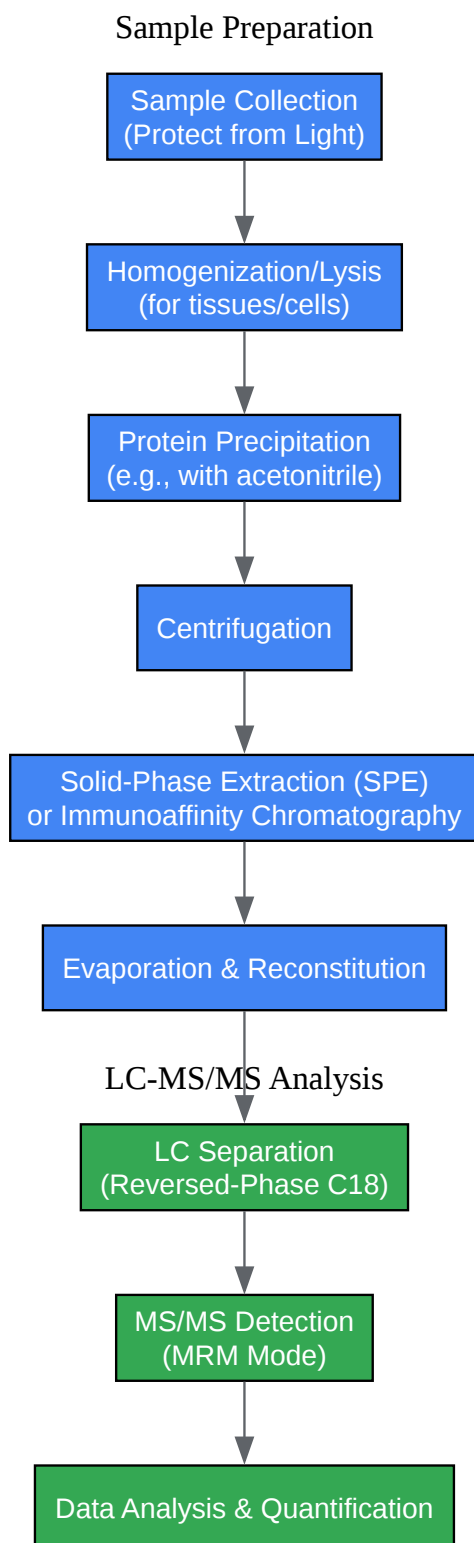 Sample Preparation
Sample Collection
(Protect from Light)
Homogenization/Lysis
(for tissues/cells)
Protein Precipitation
(e.g., with acetonitrile)
Centrifugation
Solid-Phase Extraction (SPE)
or Immunoaffinity Chromatography
Evaporation & Reconstitution
LC-MS/MS Analysis
LC Separation
(Reversed-Phase C18)
MS/MS Detection
(MRM Mode)
Data Analysis & Quantification